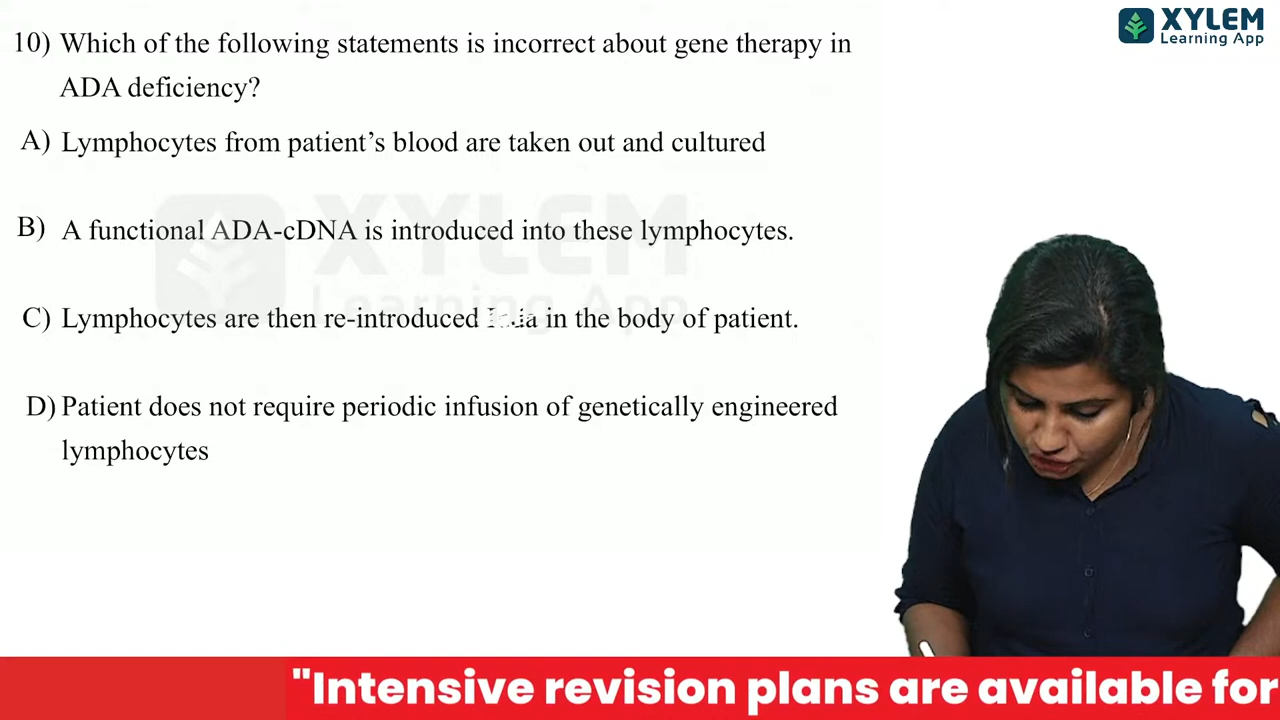 XYLEM
Learning App
10) Which of the following statements is incorrect about gene therapy in
ADA deficiency?
A) Lymphocytes from patient's blood are taken out and cultured
B) A functional ADA-cDNA is introduced into these lymphocytes.
C) Lymphocytes are then re-introduced in the body of patient.
D) Patient does not require periodic infusion of genetically engineered
lymphocytes
XYLEM
Learning App
"Intensive revision plans are available for